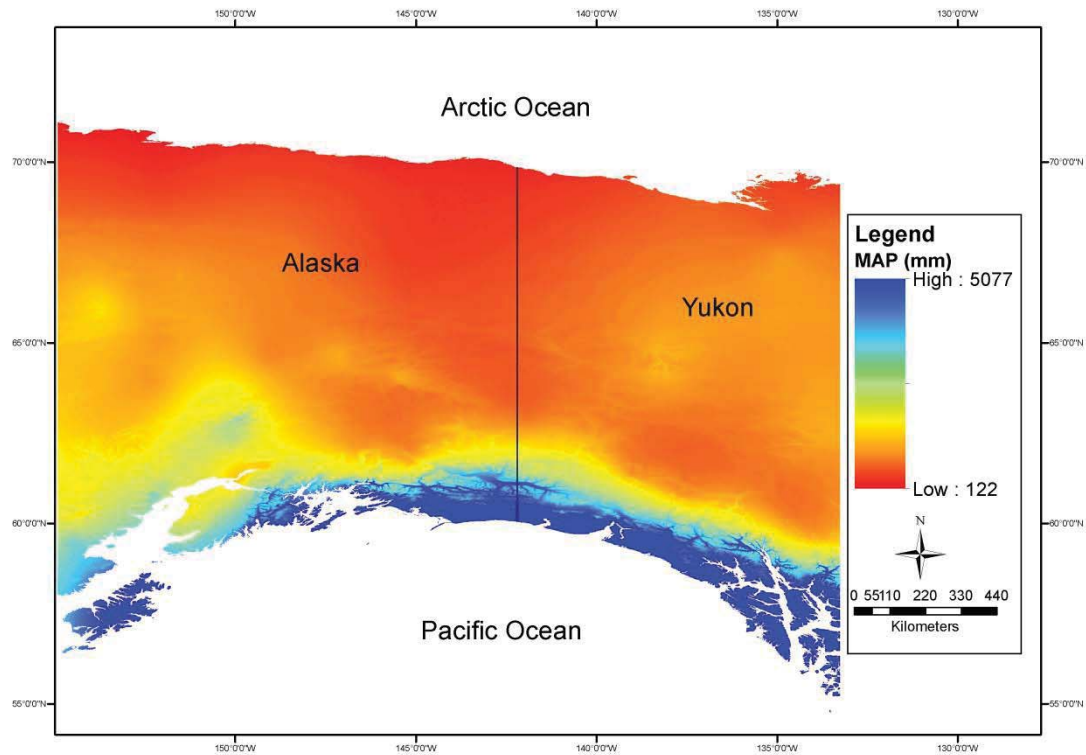 150°0'0"W 145°0'0"W 140°0'0"W 135°0'0"W 130°0'0"W
Arctic Ocean
70°0'0"N 70°0'0"N
Legend
MAP (mm)
High : 5077
Low : 122
Alaska
Yukon
65°0'0"N 65°0'0"N
60°0'0"N 60°0'0"N
N
0 55110 220 330 440
Kilometers
Pacific Ocean
55°0'0"N 55°0'0"N
150°0'0"W 145°0'0"W 140°0'0"W 135°0'0"W 130°0'0"W